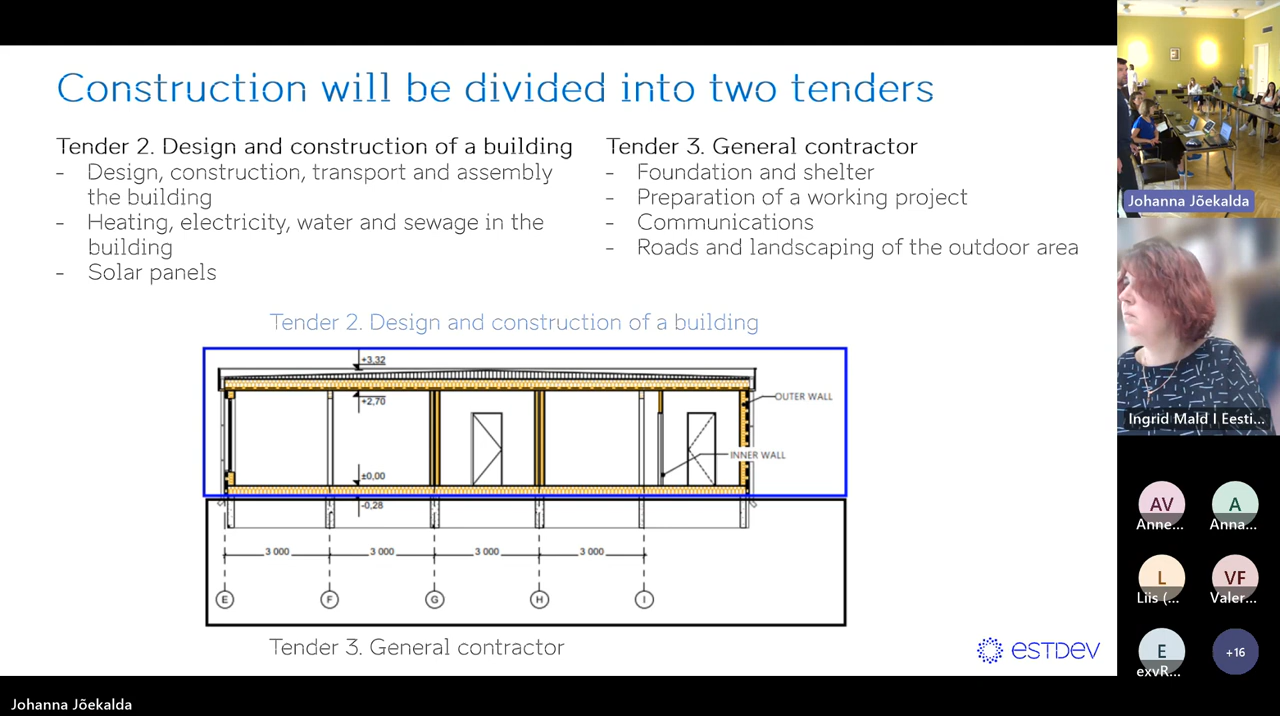 Construction will be divided into two tenders
Tender 2. Design and construction of a building
- Design, construction, transport and assembly
the building
- Heating, electricity, water and sewage in the
building
- Solar panels
Tender 3. General contractor
- Foundation and shelter
- Preparation of a working project
- Communications
- Roads and landscaping of the outdoor area
Tender 2. Design and construction of a building
+3,32
+2,70
OUTER WALL
INNER WALL
±0,00
-0,28
3 000 3 000 3 000 3 000
E F G H I
Tender 3. General contractor
ESTDEV
Johanna Jõekalda
Ingrid Mald I Eesti...
AV A
Anne... Anna...
L VF
Liis (... Valer...
E +16
exvR...
Johanna Jõekalda